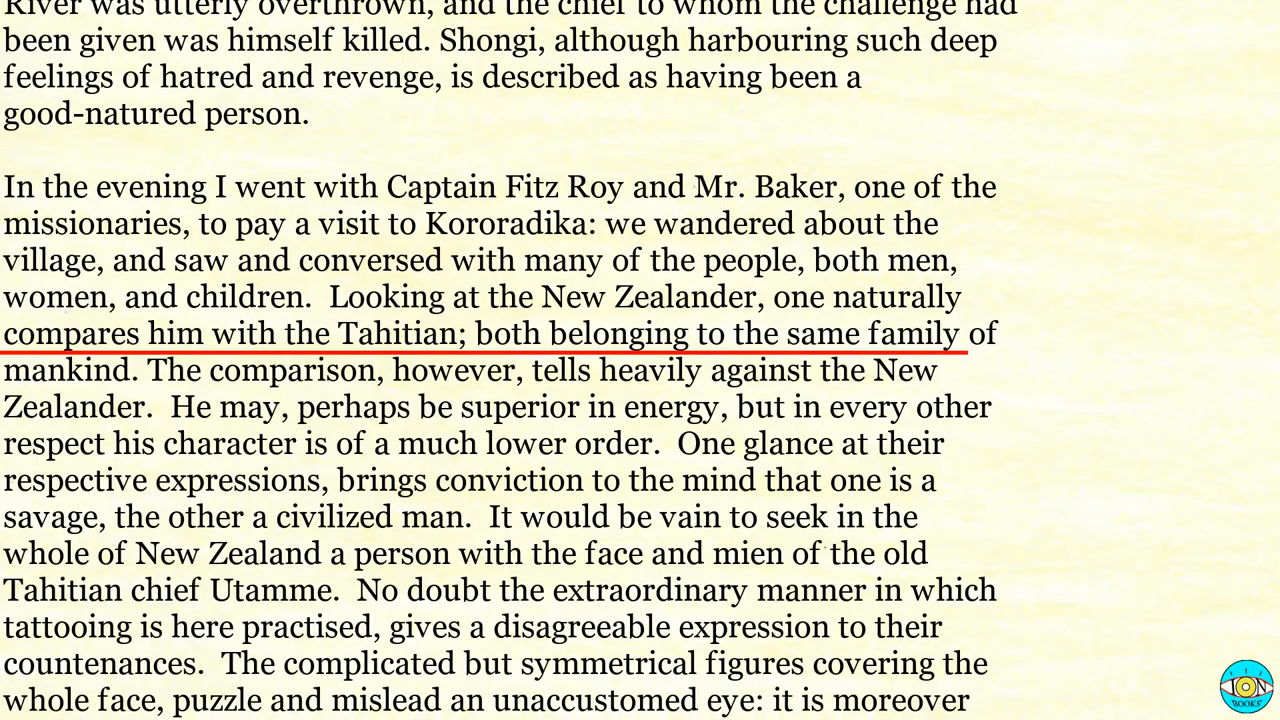 River was utterly overthrown, and the chief to whom the challenge had
been given was himself killed. Shongi, although harbouring such deep
feelings of hatred and revenge, is described as having been a
good-natured person.
In the evening I went with Captain Fitz Roy and Mr. Baker, one of the
missionaries, to pay a visit to Kororadika: we wandered about the
village, and saw and conversed with many of the people, both men,
women, and children.  Looking at the New Zealander, one naturally
compares him with the Tahitian; both belonging to the same family of
mankind. The comparison, however, tells heavily against the New
Zealander.  He may, perhaps be superior in energy, but in every other
respect his character is of a much lower order.  One glance at their
respective expressions, brings conviction to the mind that one is a
savage, the other a civilized man.  It would be vain to seek in the
whole of New Zealand a person with the face and mien of the old
Tahitian chief Utamme.  No doubt the extraordinary manner in which
tattooing is here practised, gives a disagreeable expression to their
countenances.  The complicated but symmetrical figures covering the
whole face, puzzle and mislead an unaccustomed eye: it is moreover
ION
BOOKS